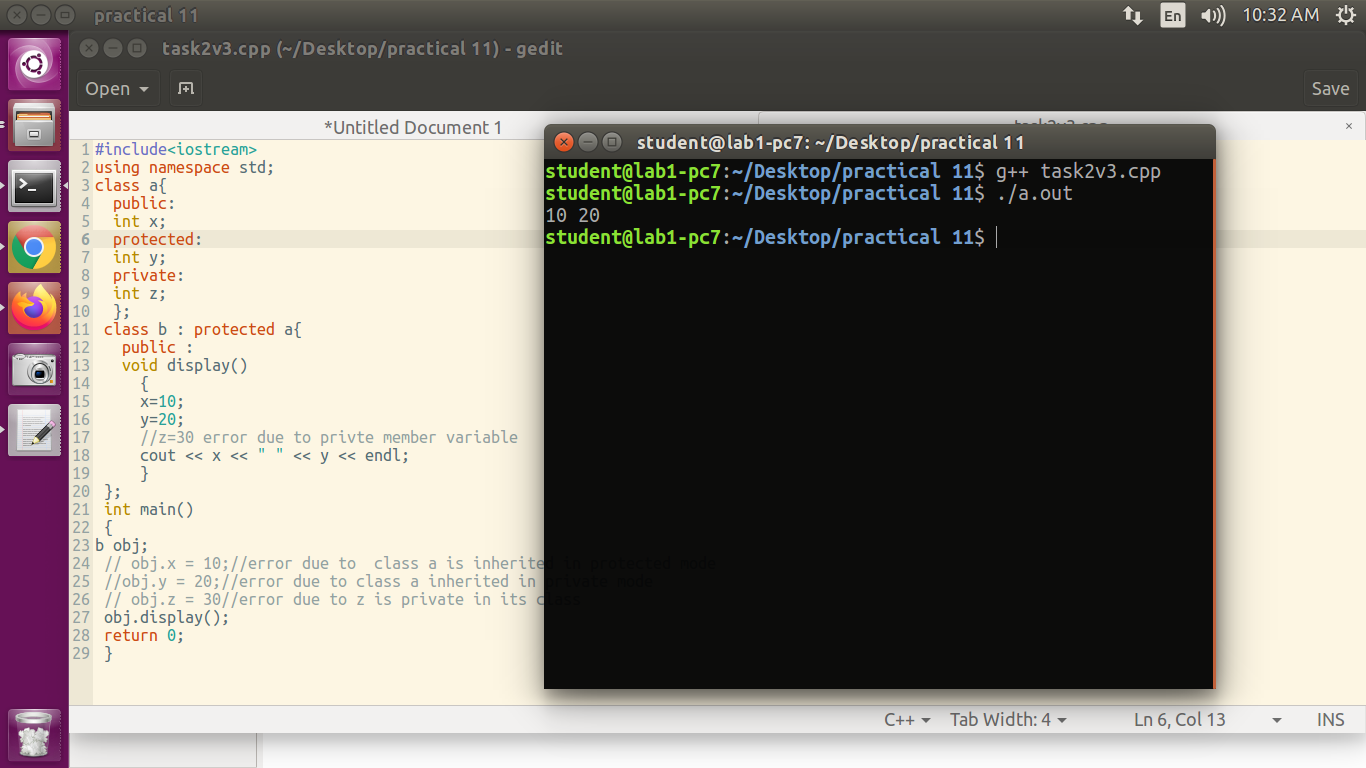 practical 11
En
10:32 AM
task2v3.cpp (~/Desktop/practical 11) - gedit
Open
Save
*Untitled Document 1
task2v3.cpp
×
1 #include<iostream>
2 using namespace std;
3 class a{
4 public:
5 int x;
6 protected:
7 int y;
8 private:
9 int z;
10 };
11 class b : protected a{
12 public :
13 void display()
14 {
15 x=10;
16 y=20;
17 //z=30 error due to privte member variable
18 cout << x << " " << y << endl;
19 }
20 };
21 int main()
22 {
23 b obj;
24 // obj.x = 10;//error due to  class a is inherited in protected mode
25 //obj.y = 20;//error due to class a inherited in private mode
26 // obj.z = 30//error due to z is private in its class
27 obj.display();
28 return 0;
29 }
student@lab1-pc7: ~/Desktop/practical 11
student@lab1-pc7:~/Desktop/practical 11$ g++ task2v3.cpp
student@lab1-pc7:~/Desktop/practical 11$ ./a.out
10 20
student@lab1-pc7:~/Desktop/practical 11$
C++ Tab Width: 4 Ln 6, Col 13 INS